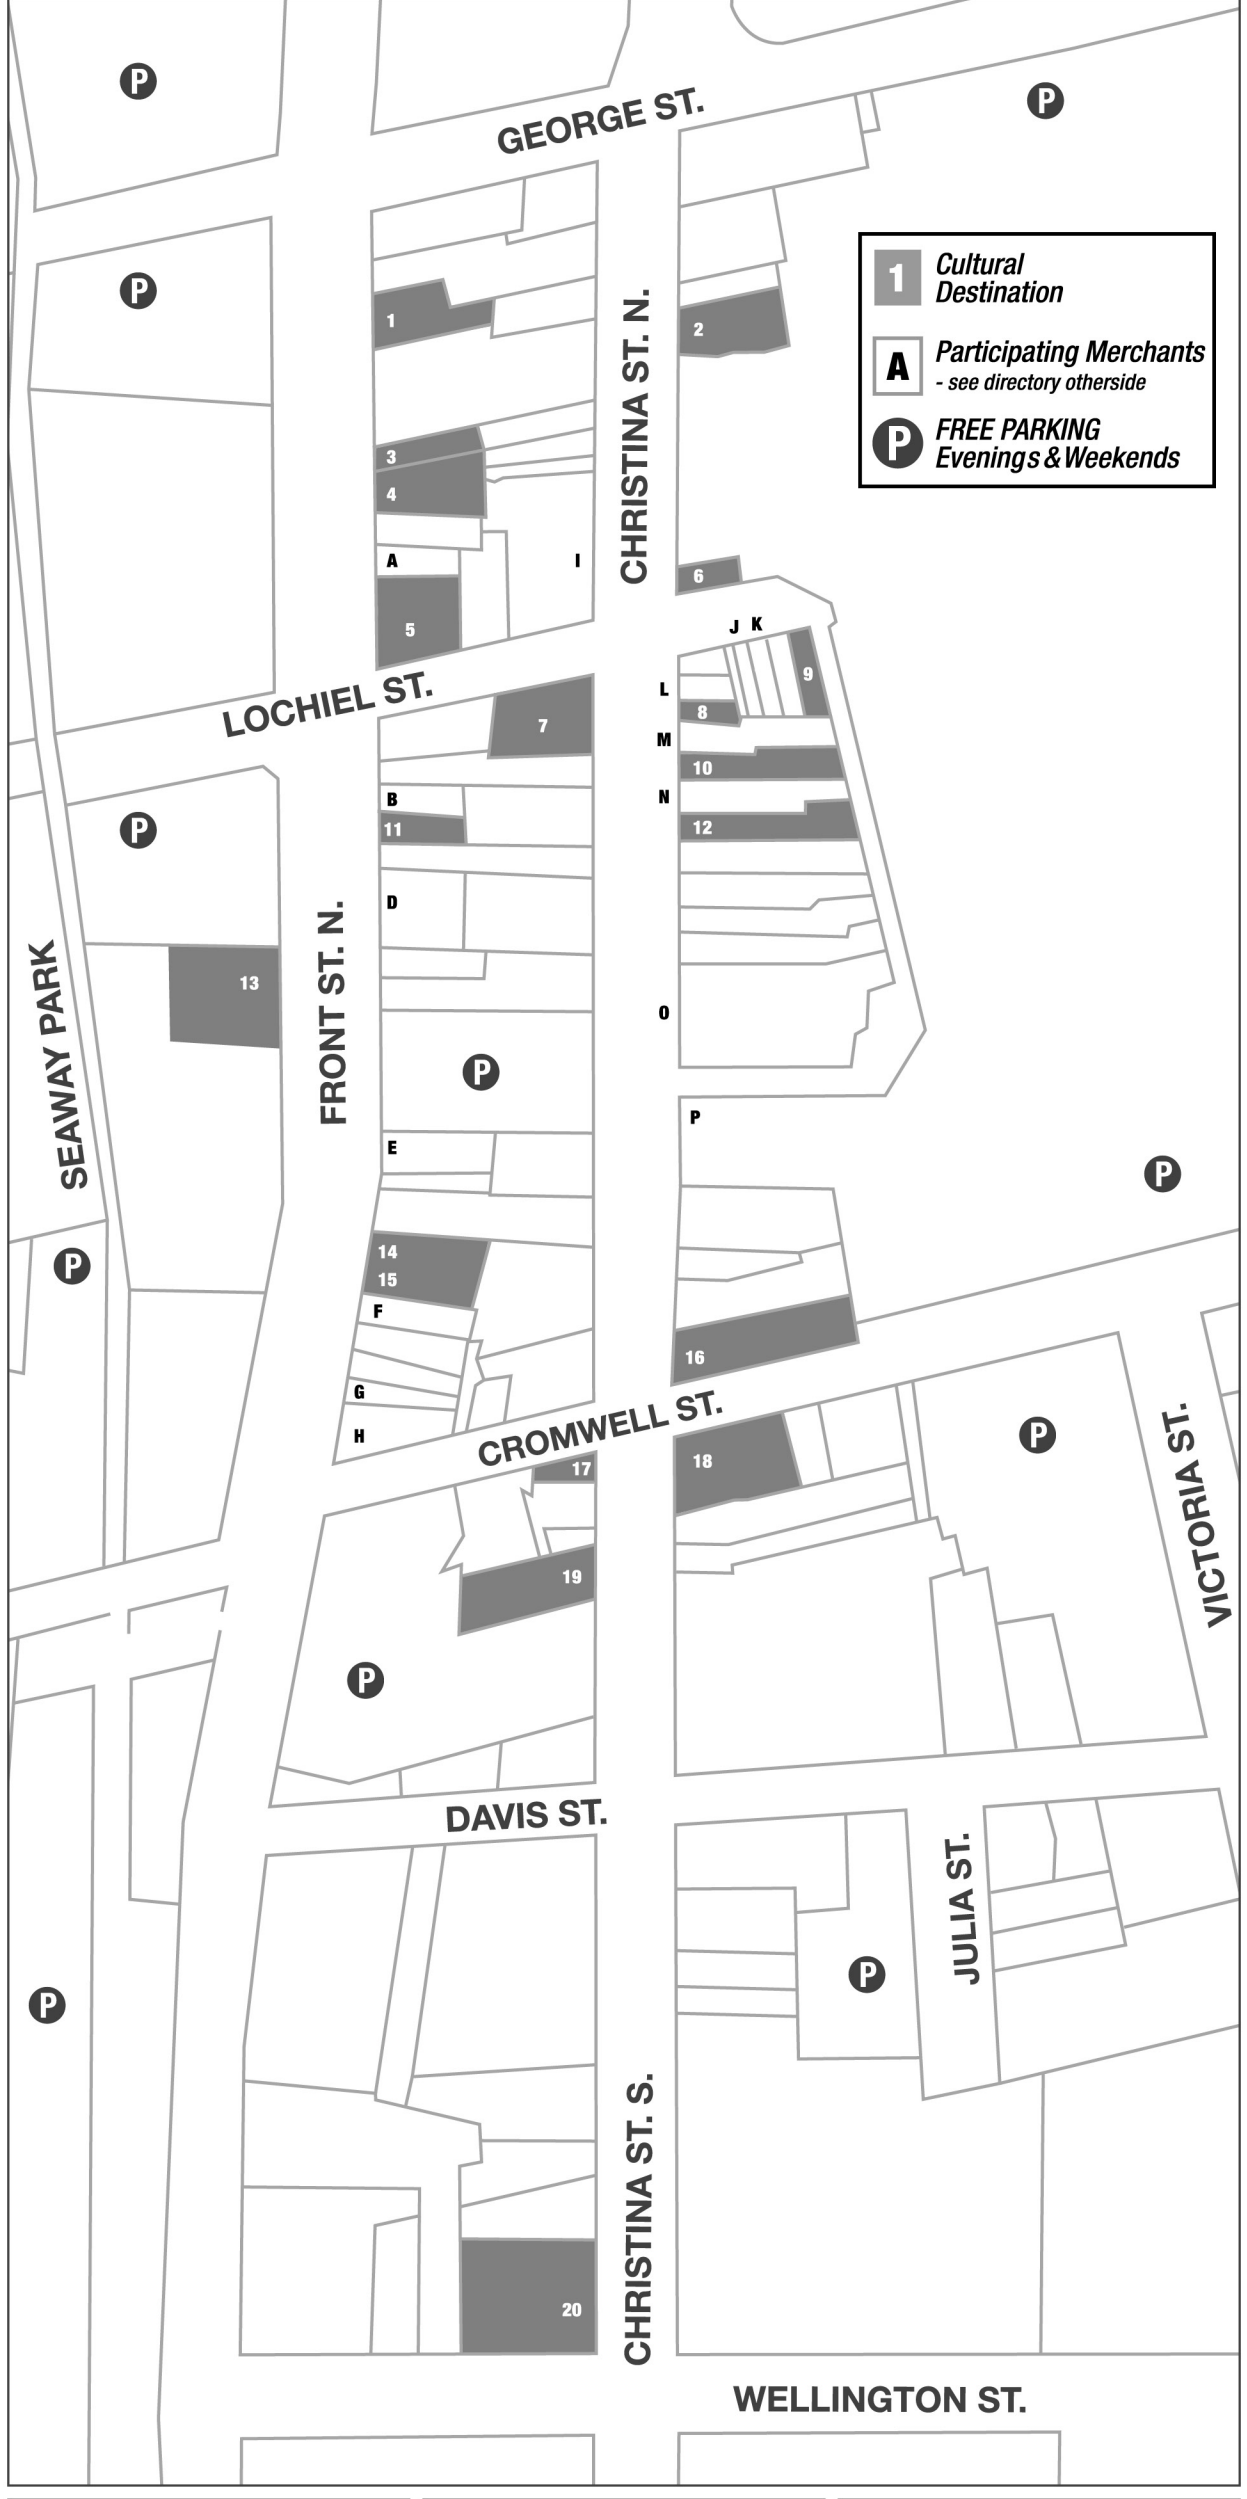 P
P
GEORGE ST.
1
Cultural
Destination
A
Participating Merchants
- see directory otherside
P
FREE PARKING
Evenings & Weekends
P
1
2
CHRISTINA ST. N.
3
4
A
I
5
6
J K
LOCHIEL ST.
L
9
8
7
M
10
B
N
11
12
P
D
FRONT ST. N.
SEAWAY PARK
13
O
P
P
E
P
14
15
P
F
16
G
H
CROMWELL ST.
17
18
P
VICTORIA ST.
19
P
DAVIS ST.
JULIA ST.
P
P
CHRISTINA ST. S.
20
WELLINGTON ST.